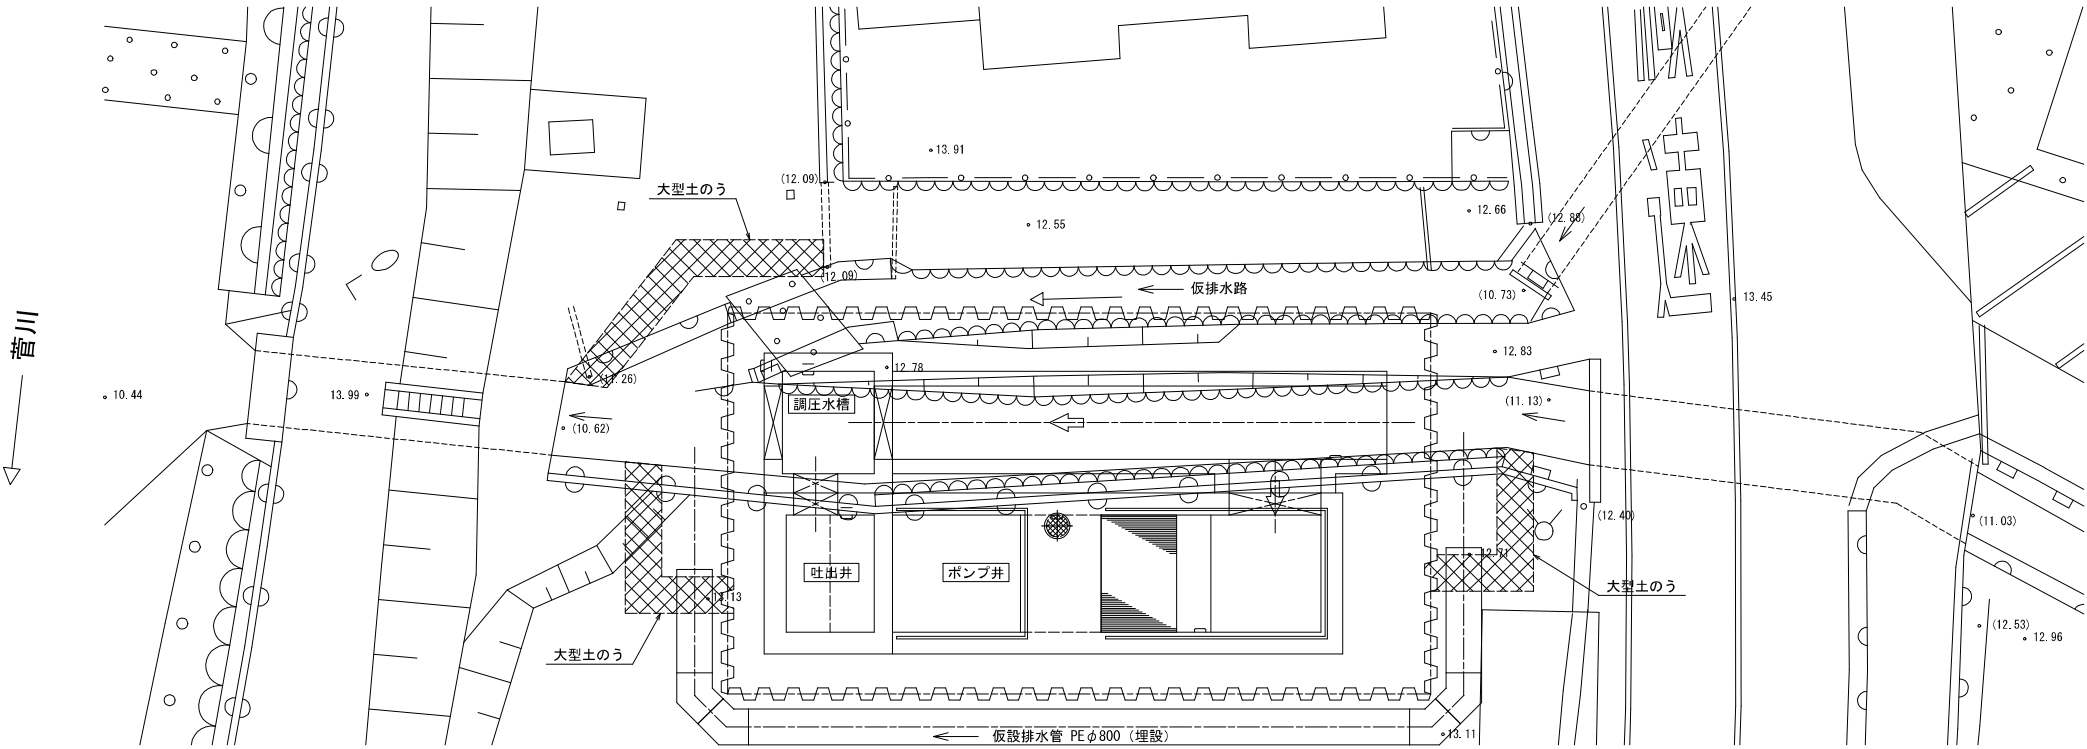 13.91
大型土のう
(12.09)
12.55
12.66
(12.88)
(12.09)
仮排水路
(10.73)
13.45
菅川
12.83
12.78
(11.26)
10.44
13.99
調圧水槽
(11.13)
(10.62)
(12.40)
(11.03)
12.71
吐出井
ポンプ井
大型土のう
13.13
(12.53)
12.96
大型土のう
仮設排水管 PEφ800（埋設）
13.11